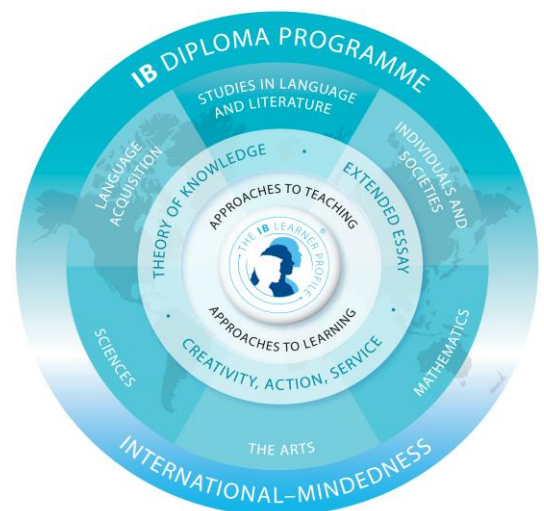 IB DIPLOMA PROGRAMME
STUDIES IN LANGUAGE
AND LITERATURE
LANGUAGE
ACQUISITION
INDIVIDUALS AND
SOCIETIES
THEORY OF KNOWLEDGE
EXTENDED ESSAY
APPROACHES TO TEACHING
THE IB LEARNER PROFILE
®
APPROACHES TO LEARNING
CREATIVITY, ACTION, SERVICE
SCIENCES
MATHEMATICS
THE ARTS
INTERNATIONAL–MINDEDNESS